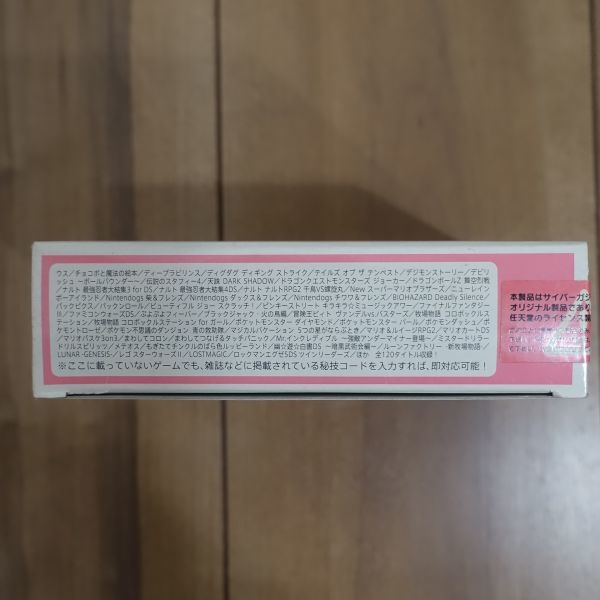 ウス／チョコボと魔法の絵本／ディープラビリンス／ディグダグ ディギング ストライク／テイルズ オブ ザ テンペスト／デジモンストーリー／デビリ
ッシュ ～ボールバウンダー～／伝説のスタフィー4／天誅 DARK SHADOW／ドラゴンクエストモンスターズ ジョーカー／ドラゴンボールZ 舞空烈戦
／ナルト 最強忍者大結集3 for DS／ナルト 最強忍者大結集4DS／ナルト ナルトRPG2 千鳥VS螺旋丸／New スーパーマリオブラザーズ／ニューレイン
ボーアイランド／Nintendogs 柴&フレンズ／Nintendogs ダックス&フレンズ／Nintendogs チワワ&フレンズ／BIOHAZARD Deadly Silence／
パックピクス／パックンロール／ビューティフル ジョー スクラッチ！／ピンキーストリート キラキラ☆ミュージックアワー／ファイナルファンタジー
III／ファミコンウォーズDS／ぷよぷよフィーバー／ブラックジャック 火の鳥編／冒険王ビィト ヴァンデルvs.バスターズ／牧場物語 コロボックルス
テーション／牧場物語 コロボックルステーション for ガール／ポケットモンスター ダイヤモンド／ポケットモンスター パール／ポケモンダッシュ／ポ
ケモントローゼ／ポケモン不思議のダンジョン 青の救助隊／マジカルバケーション 5つの星がならぶとき／マリオ&ルイージRPG2／マリオカートDS
／マリオバスケ3on3／まわしてコロン／まわしてつなげるタッチパニック／Mr.インクレディブル ～強敵アンダーマイナー登場～／ミスタードリラー
ドリルスピリッツ／メテオス／もぎたてチンクルのばら色ルッピーランド／幽☆遊☆白書DS ～暗黒武術会編～／ルーンファクトリー -新牧場物語-／
LUNAR -GENESIS-／レゴ スターウォーズII／LOSTMAGIC／ロックマンゼクス／ロックマンエグゼ5DS ツインリーダーズ／ほか 全120タイトル収録！
※ここに載っていないゲームでも、雑誌などに掲載されている秘技コードを入力すれば、即対応可能！
本製品はサイバーガジ
オリジナル製品であり
任天堂のライセンス製